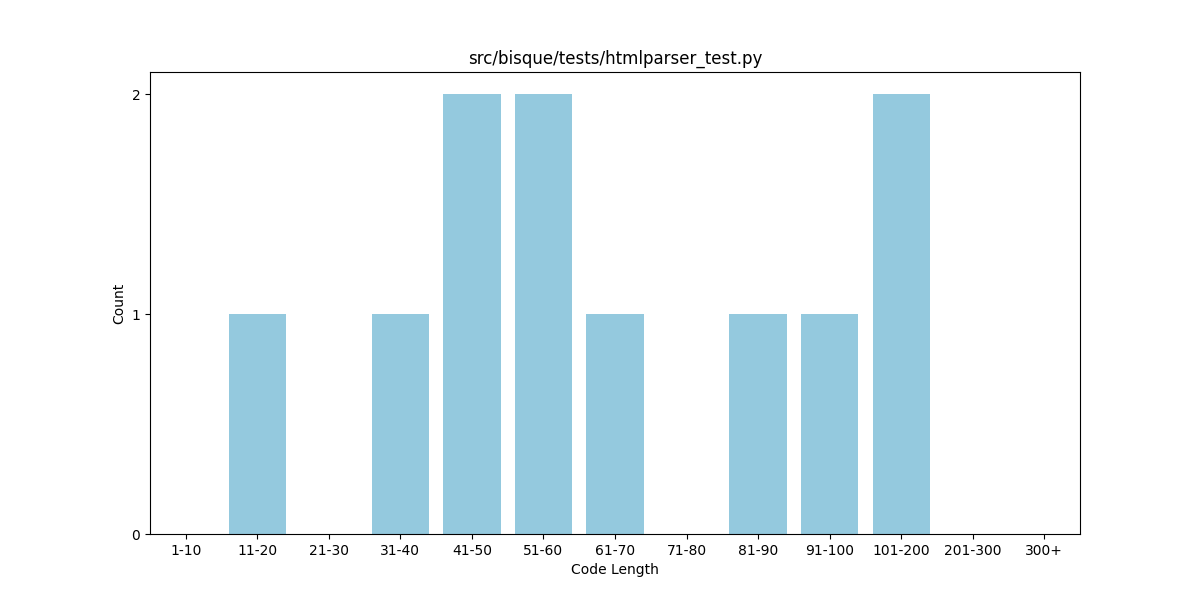 src/bisque/tests/htmlparser_test.py
Count
2
1
0
1-10 11-20 21-30 31-40 41-50 51-60 61-70 71-80 81-90 91-100 101-200 201-300 300+
Code Length